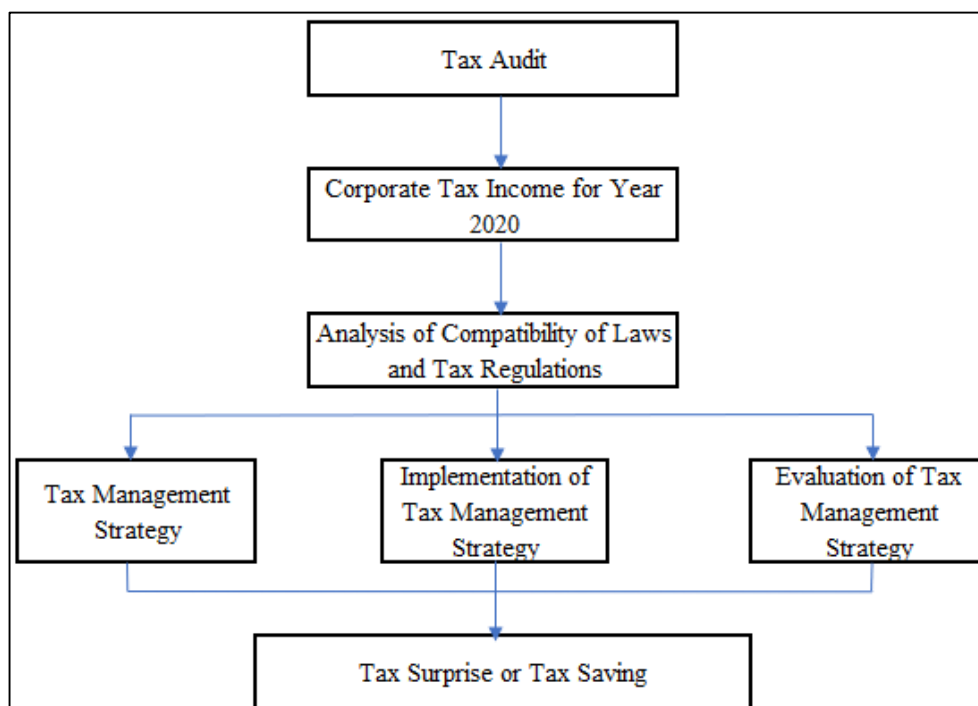 Tax Audit
Corporate Tax Income for Year
2020
Analysis of Compatibility of Laws
and Tax Regulations
Tax Management
Strategy
Implementation of
Tax Management
Strategy
Evaluation of Tax
Management
Strategy
Tax Surprise or Tax Saving